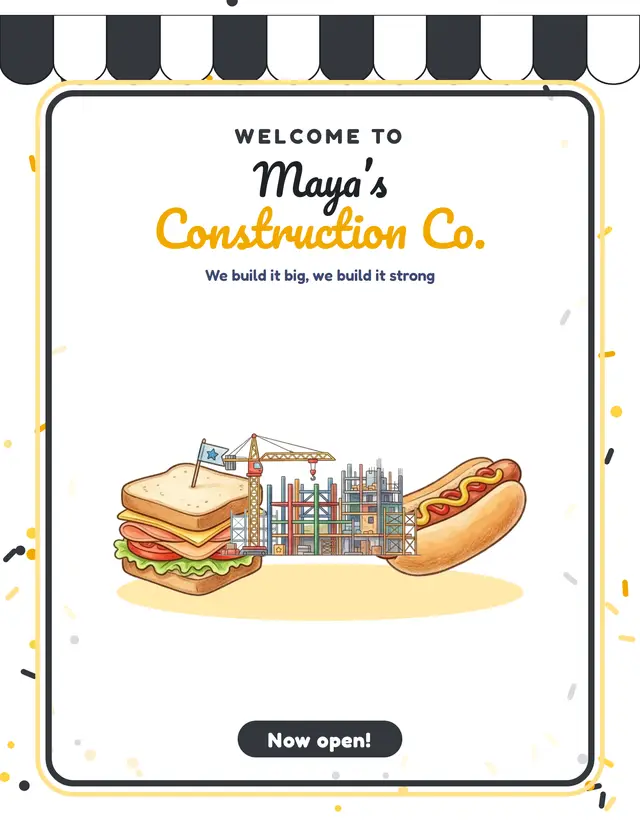 WELCOME TO
Maya's
Construction Co.
We build it big, we build it strong
Now open!